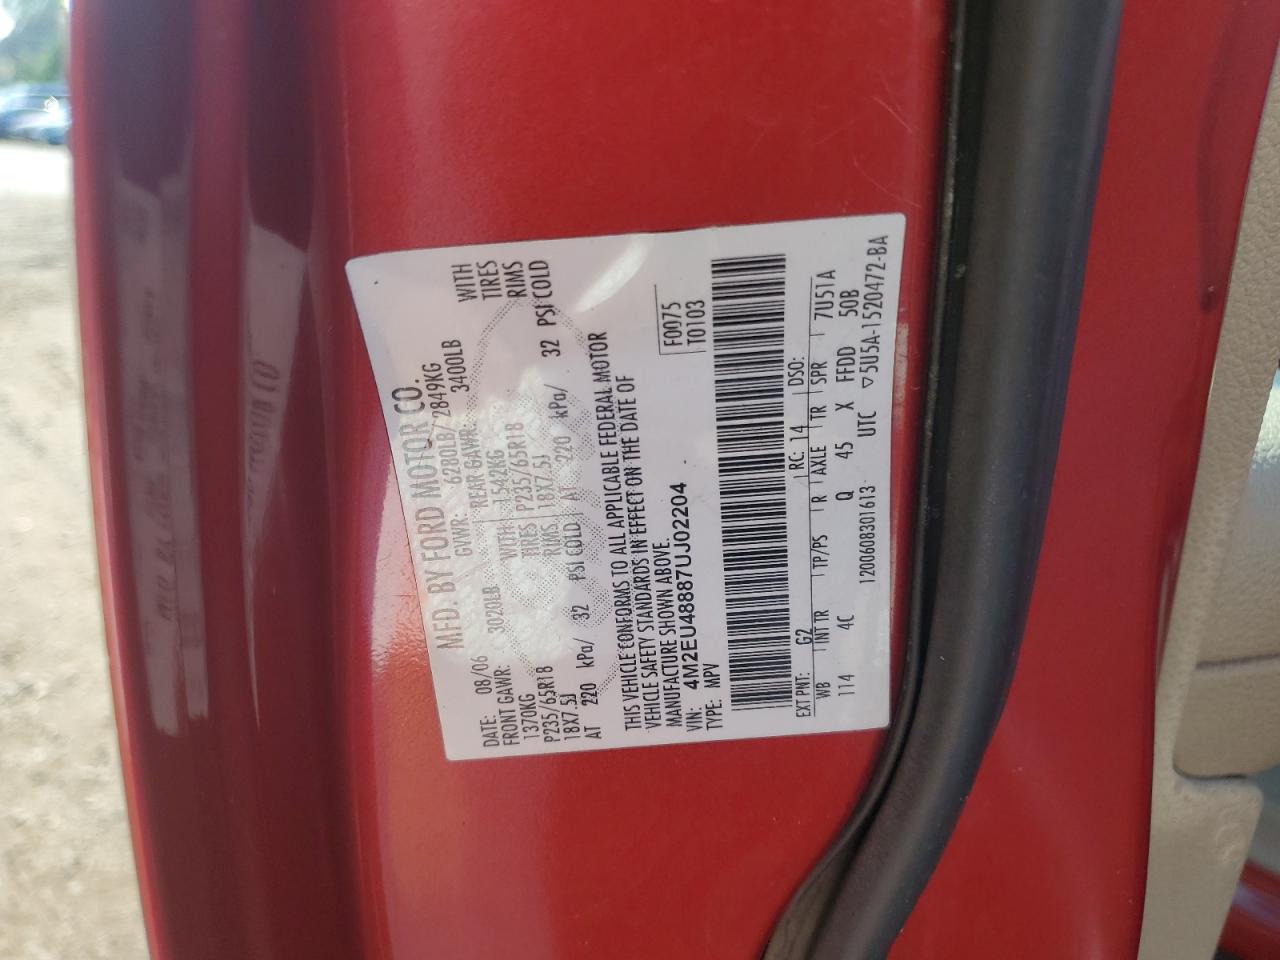 MFD. BY FORD MOTOR CO.
DATE: 08/06 GVWR: 6280LB/2849KG
FRONT GAWR: 3020LB REAR GAWR: 3400LB
1370KG WITH 1542KG WITH
P235/65R18 TIRES P235/65R18 TIRES
18X7.5J RIMS 18X7.5J RIMS
AT 220 kPa/ 32 PSI COLD AT 220 kPa/ 32 PSI COLD
THIS VEHICLE CONFORMS TO ALL APPLICABLE FEDERAL MOTOR
VEHICLE SAFETY STANDARDS IN EFFECT ON THE DATE OF
MANUFACTURE SHOWN ABOVE.
VIN: 4M2EU48887UJ02204
TYPE: MPV
F0075
T0103
EXT PNT: G2 RC: 14 DSO:
WB INT TR TP/PS R AXLE TR SPR 7U51A
114 4C Q 45 X FFDD 50B
1200608301613 UTC ▽5U5A-1520472-BA